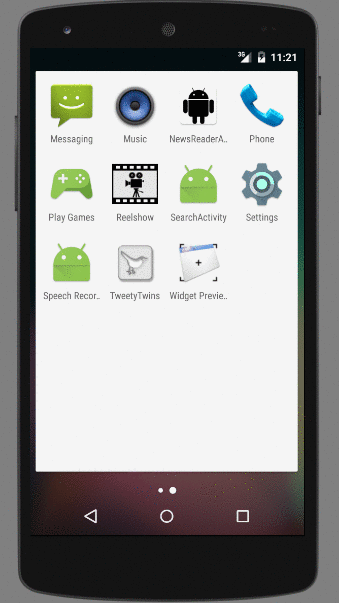 3G 11:21
Messaging Music NewsReaderA.. Phone
Play Games Reelshow SearchActivity Settings
Speech Recor.. TweetyTwins Widget Previe..